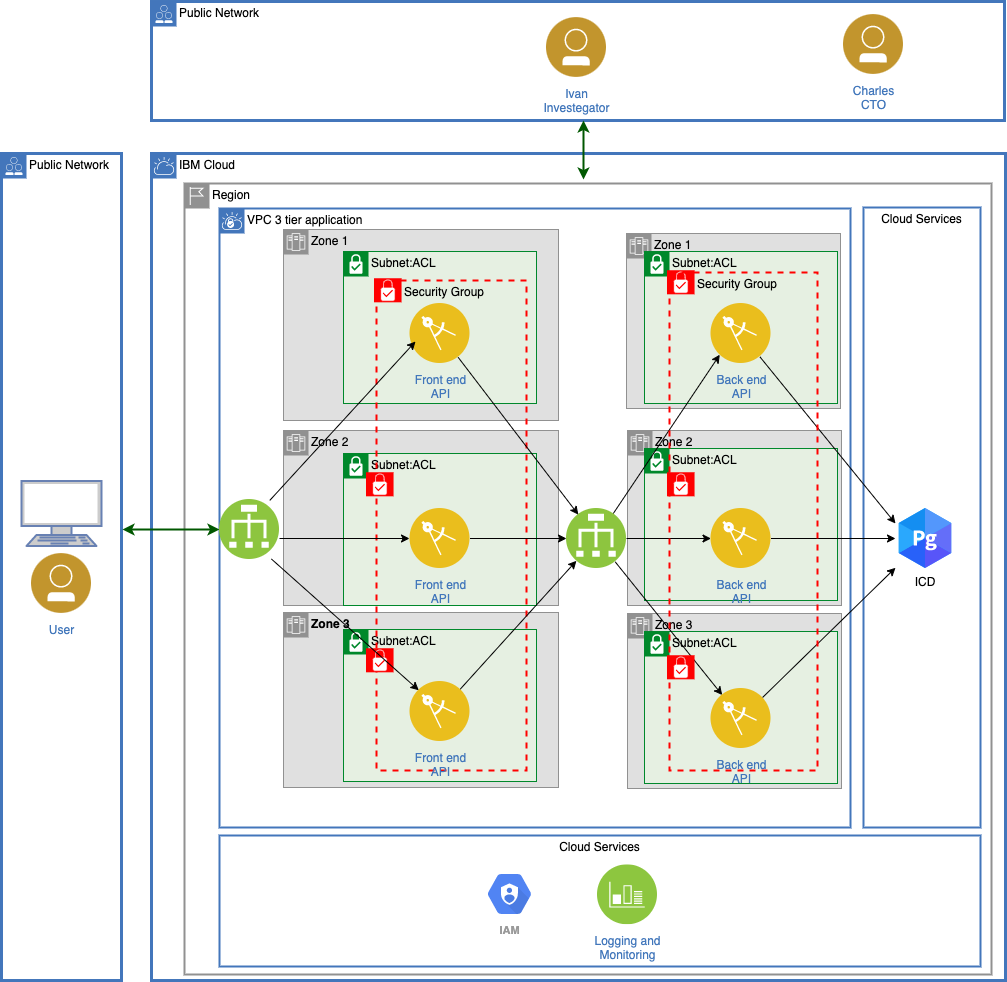 Public Network
Ivan
Investegator
Charles
CTO
Public Network
User
IBM Cloud
Region
VPC 3 tier application
Cloud Services
Zone 1
Subnet:ACL
Security Group
Front end
API
Zone 1
Subnet:ACL
Security Group
Back end
API
Zone 2
Subnet:ACL
Front end
API
Zone 2
Subnet:ACL
Back end
API
Pg
ICD
Zone 3
Subnet:ACL
Front end
API
Zone 3
Subnet:ACL
Back end
API
Cloud Services
IAM
Logging and
Monitoring